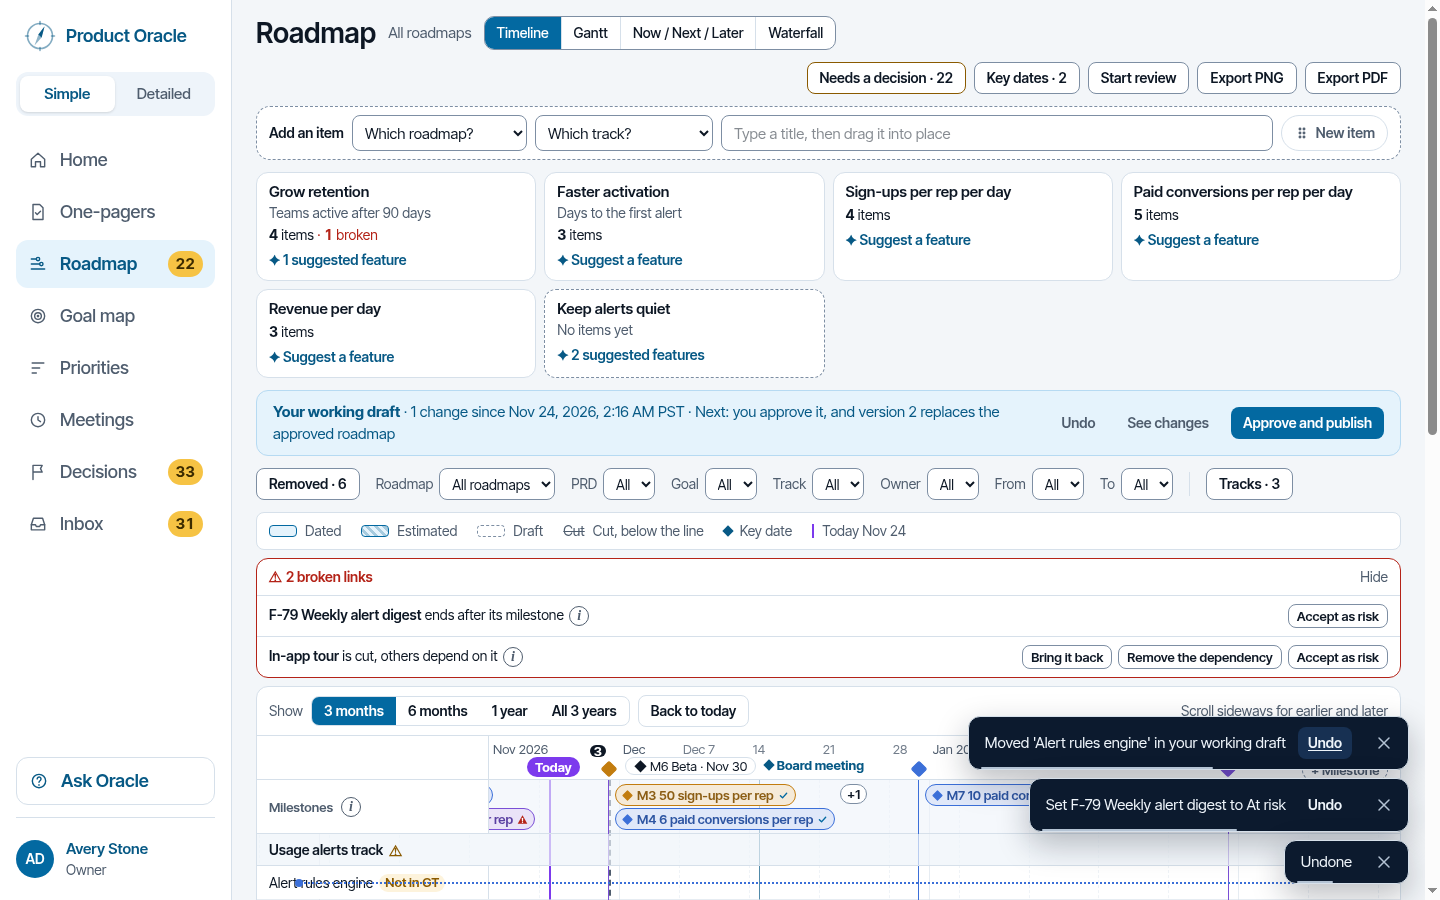 Product Oracle
Simple
Detailed
Home
One-pagers
Roadmap 22
Goal map
Priorities
Meetings
Decisions 33
Inbox 31
Ask Oracle
AD
Avery Stone
Owner
Roadmap
All roadmaps
Timeline
Gantt
Now / Next / Later
Waterfall
Needs a decision · 22
Key dates · 2
Start review
Export PNG
Export PDF
Add an item
Which roadmap?
Which track?
Type a title, then drag it into place
New item
Grow retention
Teams active after 90 days
4 items · 1 broken
1 suggested feature
Faster activation
Days to the first alert
3 items
Suggest a feature
Sign-ups per rep per day
4 items
Suggest a feature
Paid conversions per rep per day
5 items
Suggest a feature
Revenue per day
3 items
Suggest a feature
Keep alerts quiet
No items yet
2 suggested features
Your working draft · 1 change since Nov 24, 2026, 2:16 AM PST · Next: you approve it, and version 2 replaces the
approved roadmap
Undo
See changes
Approve and publish
Removed · 6
Roadmap
All roadmaps
PRD
All
Goal
All
Track
All
Owner
All
From
All
To
All
Tracks · 3
Dated
Estimated
Draft
Cut
Cut, below the line
Key date
Today Nov 24
2 broken links
Hide
F-79 Weekly alert digest ends after its milestone
i
Accept as risk
In-app tour is cut, others depend on it
i
Bring it back
Remove the dependency
Accept as risk
Show
3 months
6 months
1 year
All 3 years
Back to today
Scroll sideways for earlier and later
Nov 2026
3
Dec
Dec 7
14
21
28
Jan 20
Today
M6 Beta · Nov 30
Board meeting
+ Milestone
Moved 'Alert rules engine' in your working draft
Undo
Milestones
i
rep
M3 50 sign-ups per rep
+1
M7 10 paid
M4 6 paid conversions per rep
Set F-79 Weekly alert digest to At risk
Undo
Usage alerts track
Undone
Alert rules engine
Not in GT